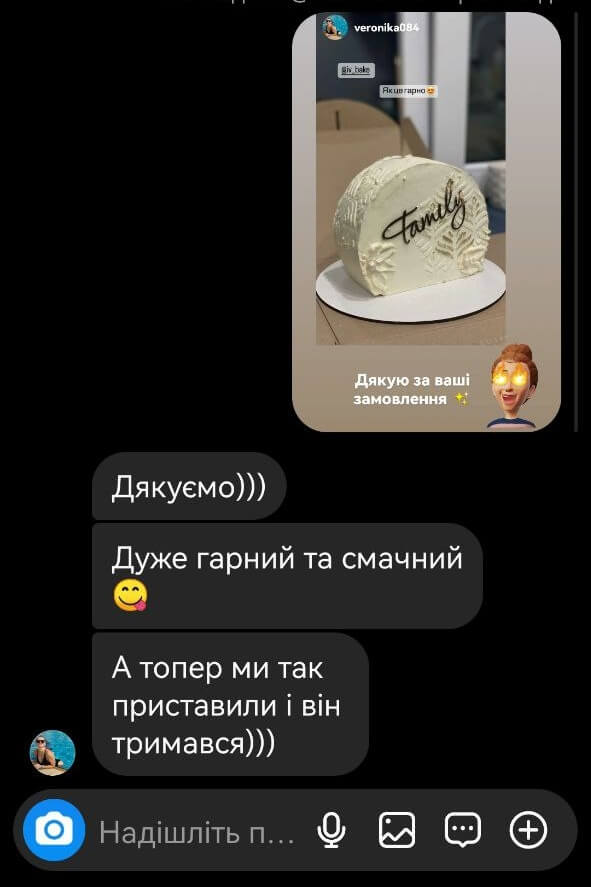 veronika084
@iv_bake
Як це гарно😍
Family
Дякую за ваші
замовлення ✨
Дякуємо)))
Дуже гарний та смачний
😋
А топер ми так
приставили і він
тримався)))
Надішліть п...